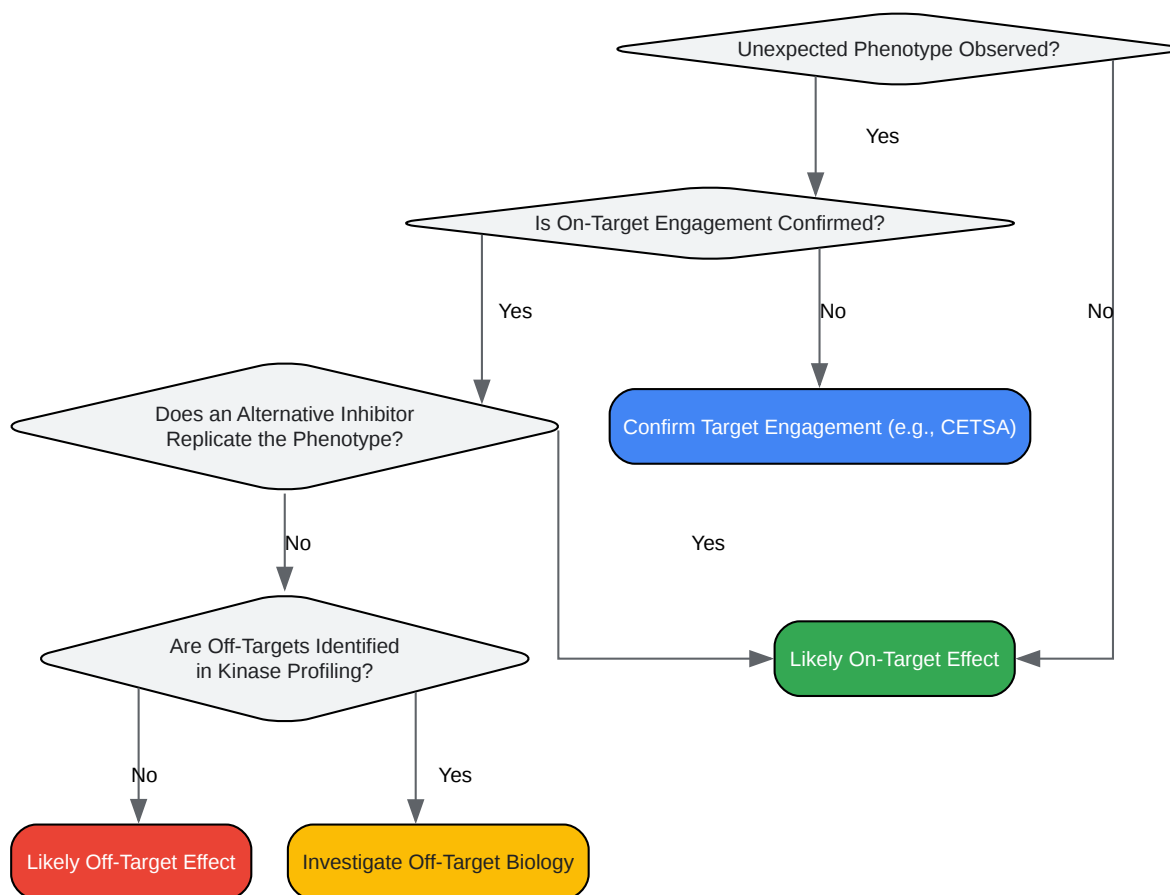 Unexpected Phenotype Observed?
Yes
Is On-Target Engagement Confirmed?
Yes
No
No
Does an Alternative Inhibitor
Replicate the Phenotype?
Confirm Target Engagement (e.g., CETSA)
No
Yes
Are Off-Targets Identified
in Kinase Profiling?
Likely On-Target Effect
No
Yes
Likely Off-Target Effect
Investigate Off-Target Biology